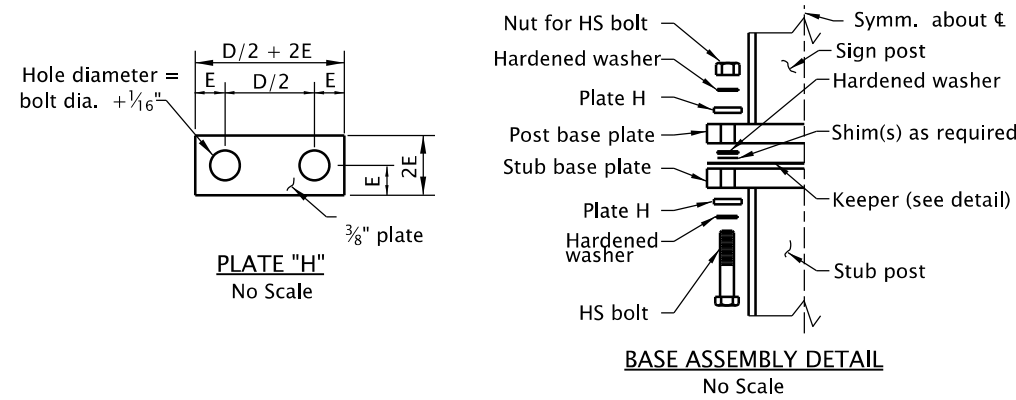 D/2 + 2E
E D/2 E
Hole diameter =
bolt dia. +1/16"
E
2E
3/8" plate
PLATE "H"
No Scale
Nut for HS bolt
Hardened washer
Plate H
Post base plate
Stub base plate
Plate H
Hardened
washer
HS bolt
Symm. about ℄
Sign post
Hardened washer
Shim(s) as required
Keeper (see detail)
Stub post
BASE ASSEMBLY DETAIL
No Scale